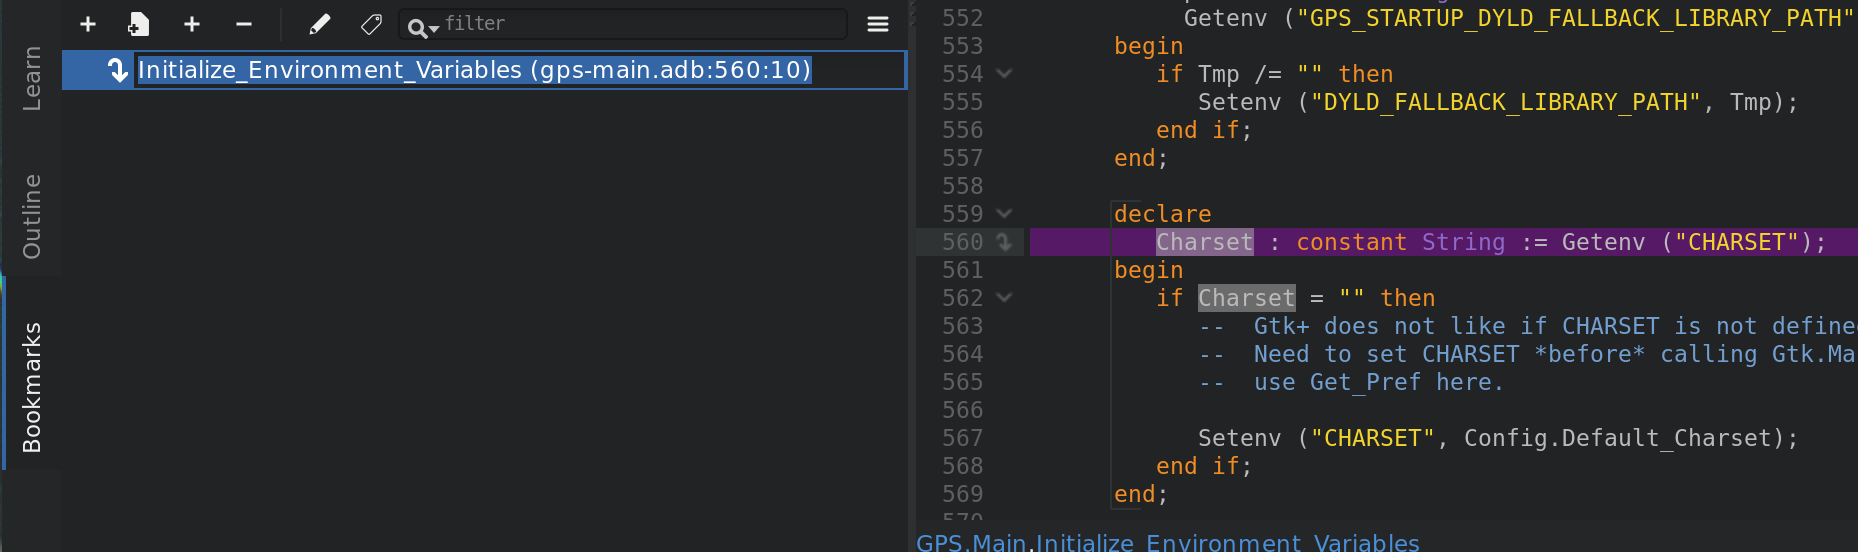 Learn
Outline
Bookmarks
filter
Initialize_Environment_Variables (gps-main.adb:560:10)
552 Getenv ("GPS_STARTUP_DYLD_FALLBACK_LIBRARY_PATH"
553 begin
554 if Tmp /= "" then
555 Setenv ("DYLD_FALLBACK_LIBRARY_PATH", Tmp);
556 end if;
557 end;
558
559 declare
560 Charset : constant String := Getenv ("CHARSET");
561 begin
562 if Charset = "" then
563 -- Gtk+ does not like if CHARSET is not define
564 -- Need to set CHARSET *before* calling Gtk.Ma
565 -- use Get_Pref here.
566
567 Setenv ("CHARSET", Config.Default_Charset);
568 end if;
569 end;
570
GPS.Main.Initialize_Environment_Variables